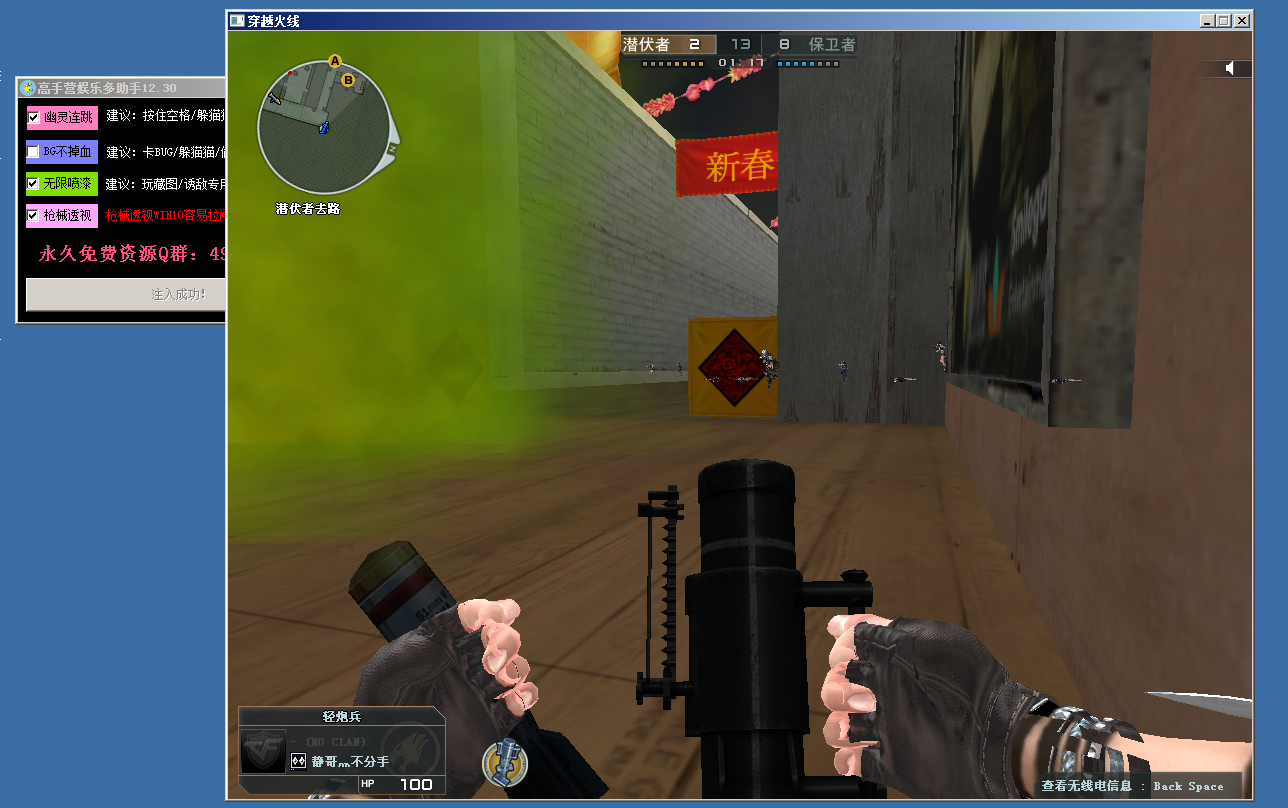 高手营娱乐多助手12.30
幽灵连跳 建议：按住空格/躲猫猫
BG不掉血 建议：卡BUG/躲猫猫/
无限喷漆 建议：玩藏图/诱敌专用
枪械透视 枪械透视WIN10容易拉
永久免费资源Q群：49
注入成功!
穿越火线
潜伏者 2 13 8 保卫者
01:17
A
B
N
潜伏者去路
新春
轻炮兵
(NO CLAN)
静哥灬不分手
HP 100
查看无线电信息 : Back Space